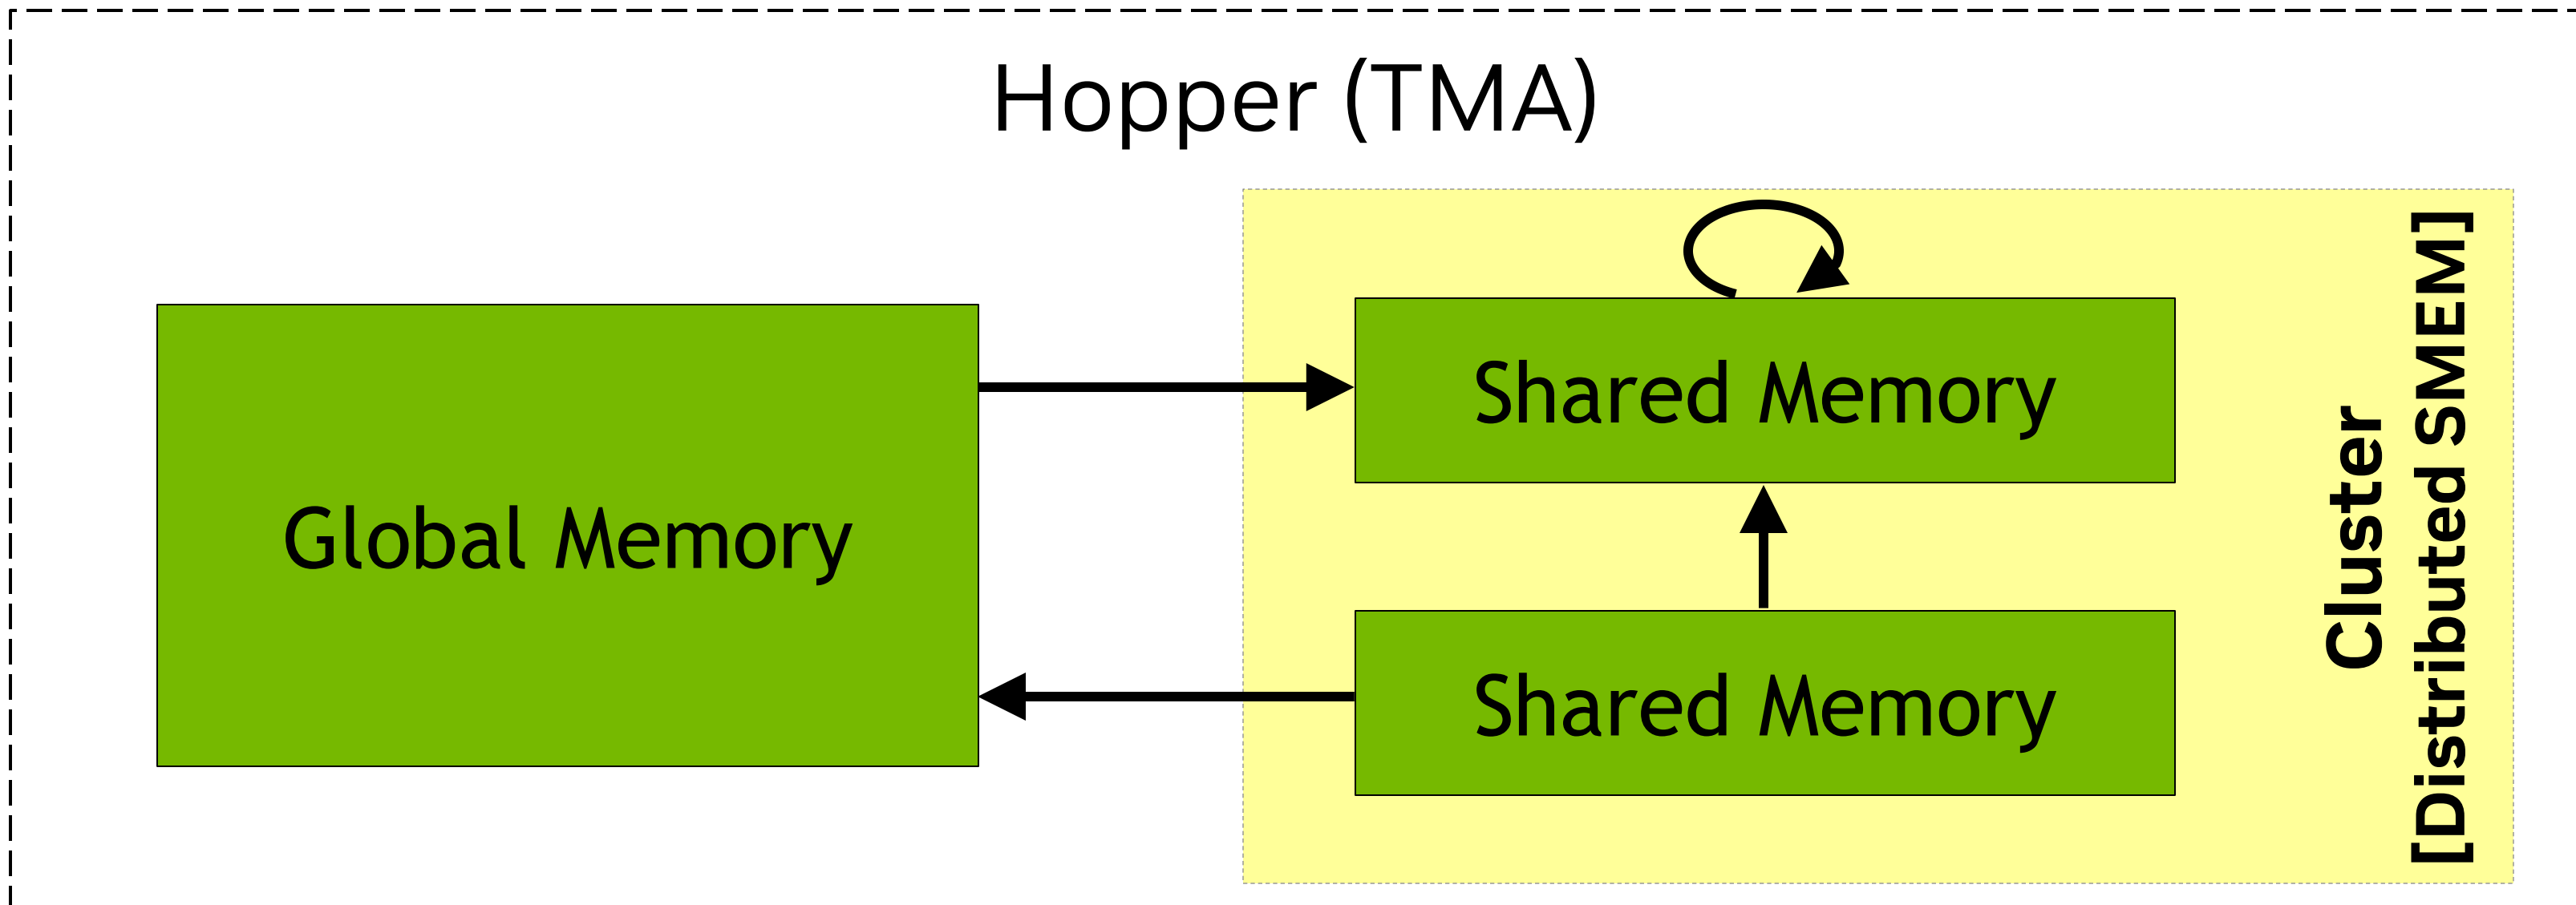 Hopper (TMA)
Global Memory
Shared Memory
Shared Memory
Cluster
[Distributed SMEM]